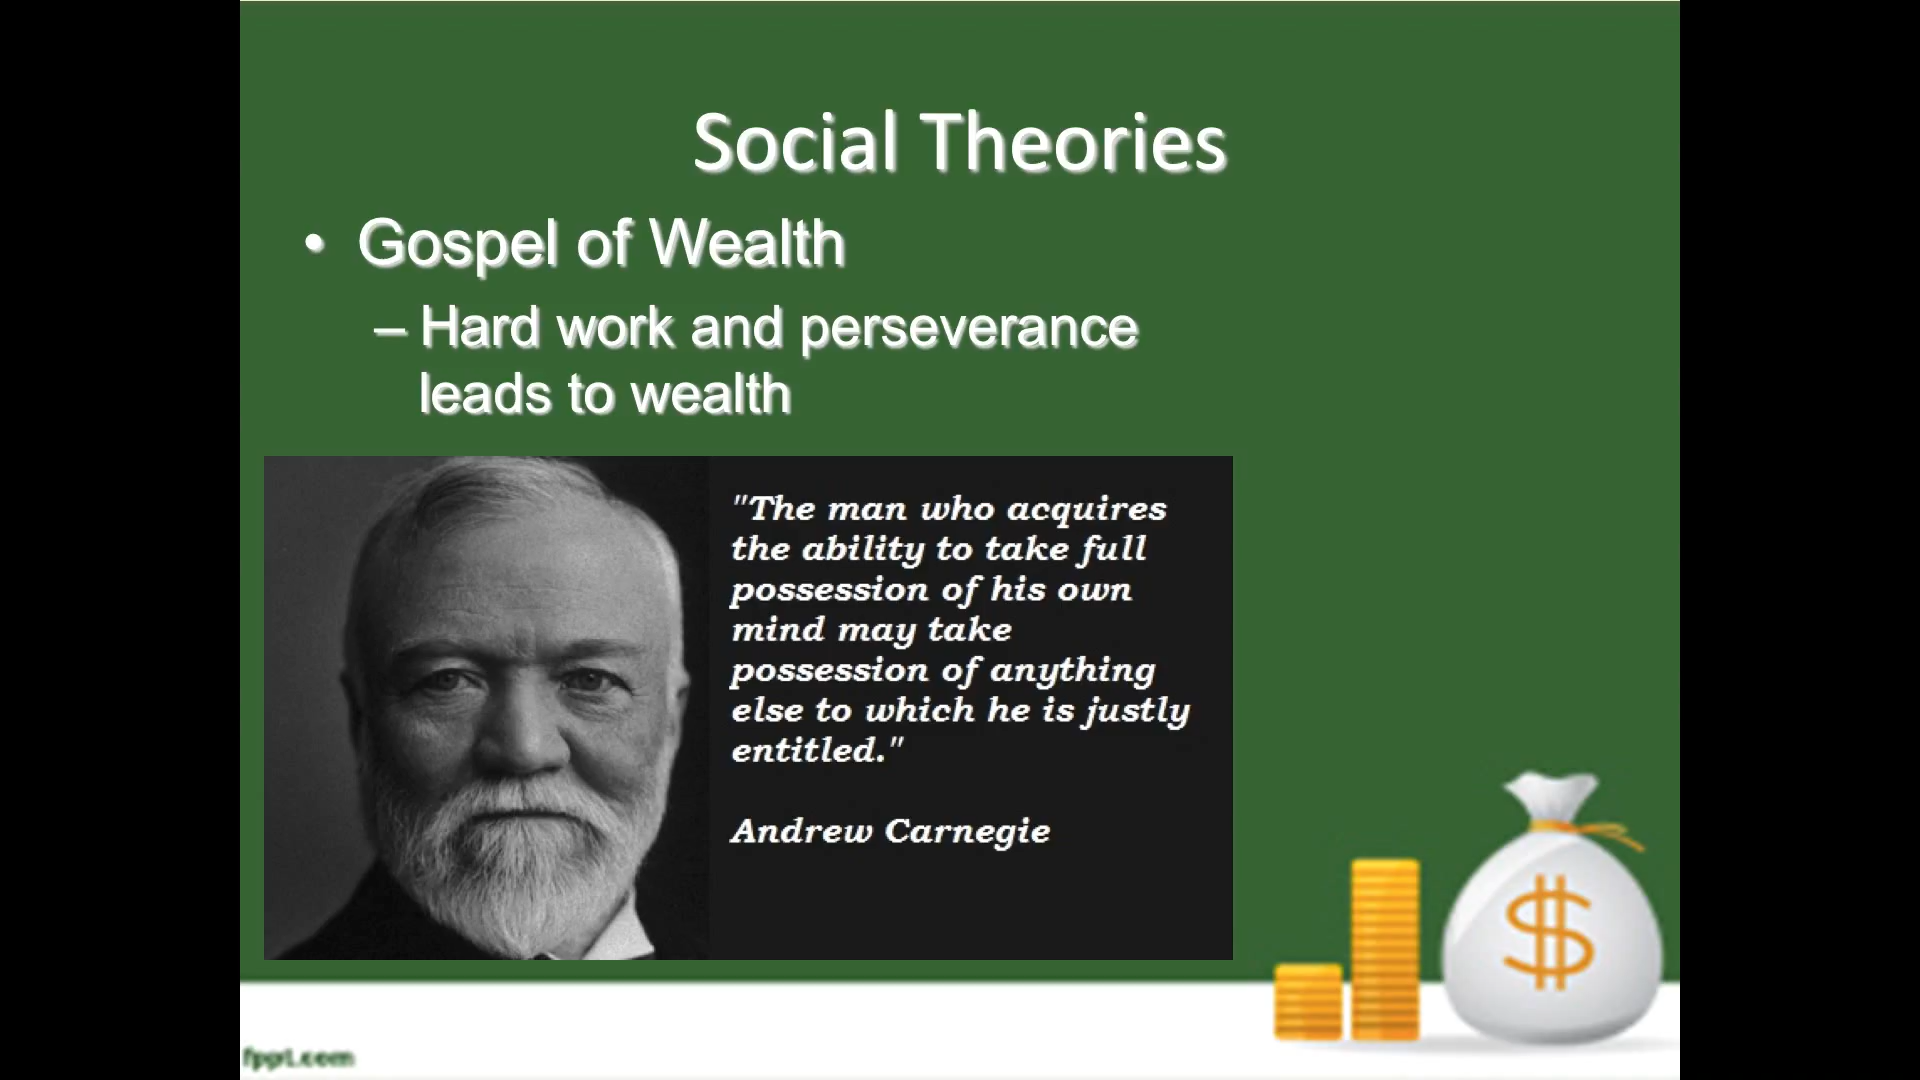 Social Theories
• Gospel of Wealth
– Hard work and perseverance
leads to wealth
"The man who acquires
the ability to take full
possession of his own
mind may take
possession of anything
else to which he is justly
entitled."
Andrew Carnegie
$
fppt.com